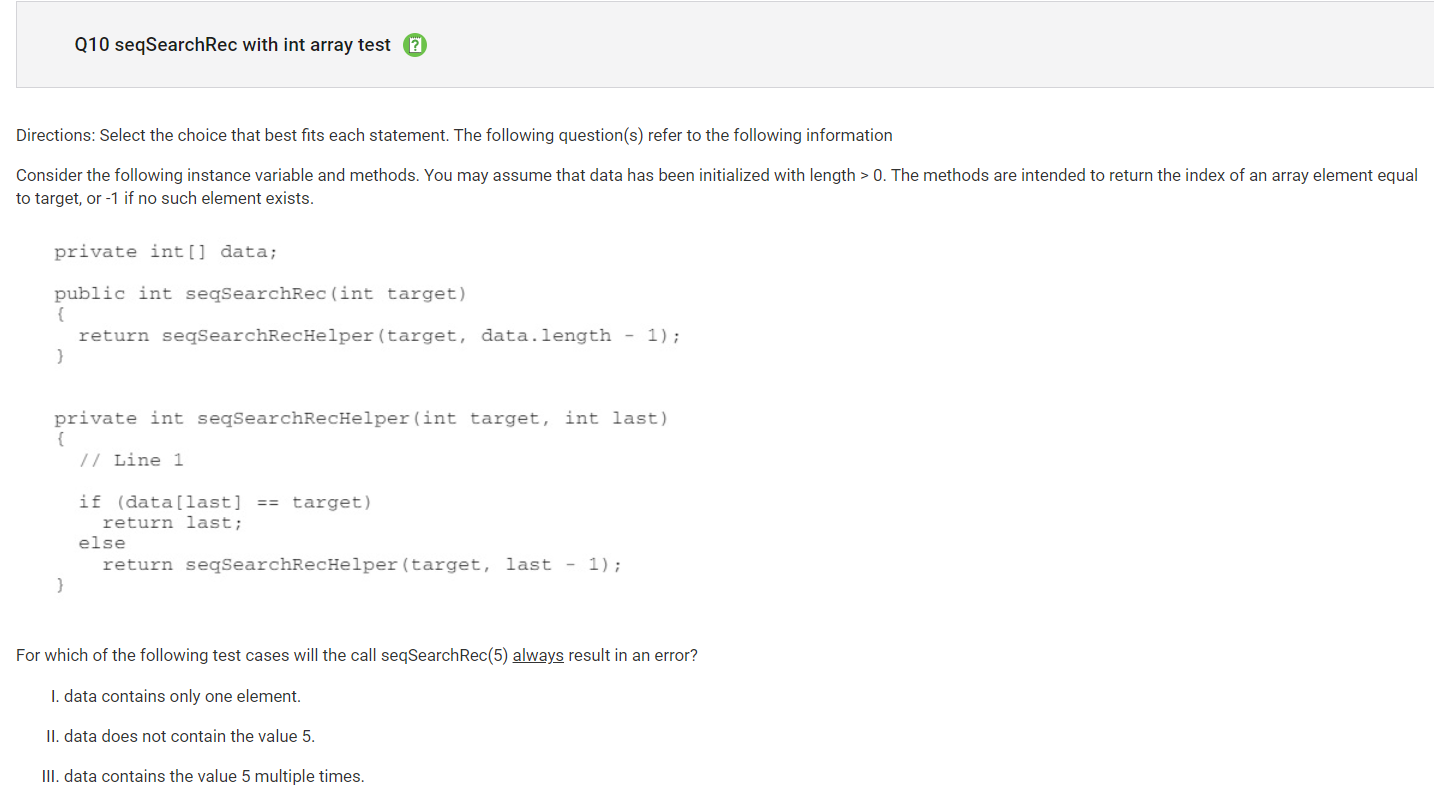 Q10 seqSearchRec with int array test
Directions: Select the choice that best fits each statement. The following question(s) refer to the following information
Consider the following instance variable and methods. You may assume that data has been initialized with length > 0. The methods are intended to return the index of an array element equal
to target, or -1 if no such element exists.
private int[] data;
public int seqSearchRec(int target)
{
return seqSearchRecHelper(target, data.length - 1);
}
private int seqSearchRecHelper(int target, int last)
{
// Line 1
if (data[last] == target)
return last;
else
return seqSearchRecHelper(target, last - 1);
}
For which of the following test cases will the call seqSearchRec(5) always result in an error?
I. data contains only one element.
II. data does not contain the value 5.
III. data contains the value 5 multiple times.